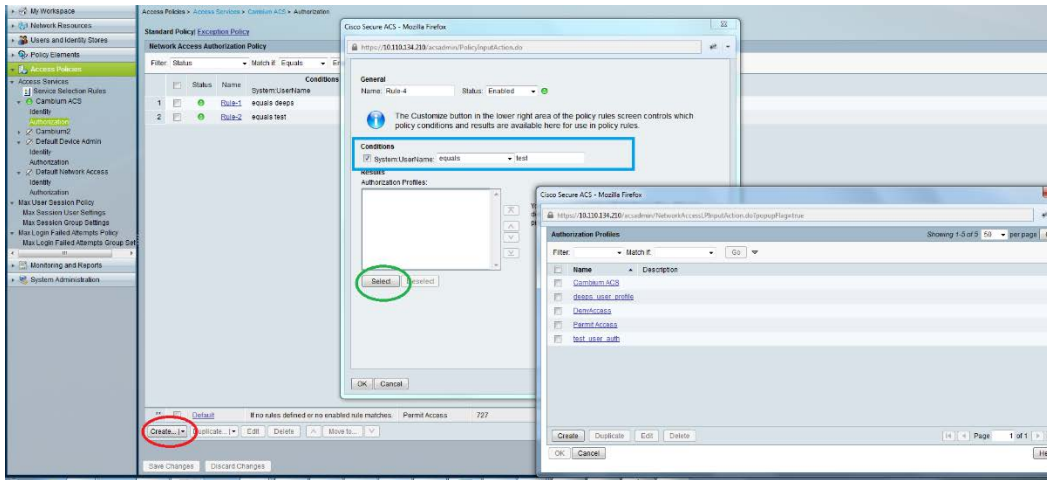 My Workspace
Network Resources
Users and Identity Stores
Policy Elements
Access Policies
Access Services
Service Selection Rules
Cambium ACS
Identity
Authorization
Cambium2
Default Device Admin
Identity
Authorization
Default Network Access
Identity
Authorization
Max User Session Policy
Max Session User Settings
Max Session Group Settings
Max Login Failed Attempts Policy
Max Login Failed Attempts Group Set
Monitoring and Reports
System Administration
Access Policies > Access Services > Cambium ACS > Authorization
Standard Policy| Exception Policy
Network Access Authorization Policy
Filter: Status Match if: Equals
Conditions
Status Name
System:UserName
1 Rule-1 equals deeps
2 Rule-2 equals test
** Default If no rules defined or no enabled rule matches. Permit Access 727
Create... Duplicate... Edit Delete Move to...
Save Changes Discard Changes
Cisco Secure ACS - Mozilla Firefox
https://10.110.134.210/acsadmin/PolicyInputAction.do
General
Name: Rule-4 Status: Enabled
The Customize button in the lower right area of the policy rules screen controls which
policy conditions and results are available here for use in policy rules.
Conditions
System:UserName: equals test
Results
Authorization Profiles:
Select Deselect
OK Cancel
Cisco Secure ACS - Mozilla Firefox
https://10.110.134.210/acsadmin/NetworkAccessLPInputAction.do?popupFlag=true
Authorization Profiles Showing 1-5 of 5 50 per page
Filter: Match if: Go
Name Description
Cambium ACS
deeps_user_profile
DenyAccess
Permit Access
test_user_auth
Create Duplicate Edit Delete Page 1 of 1
OK Cancel He